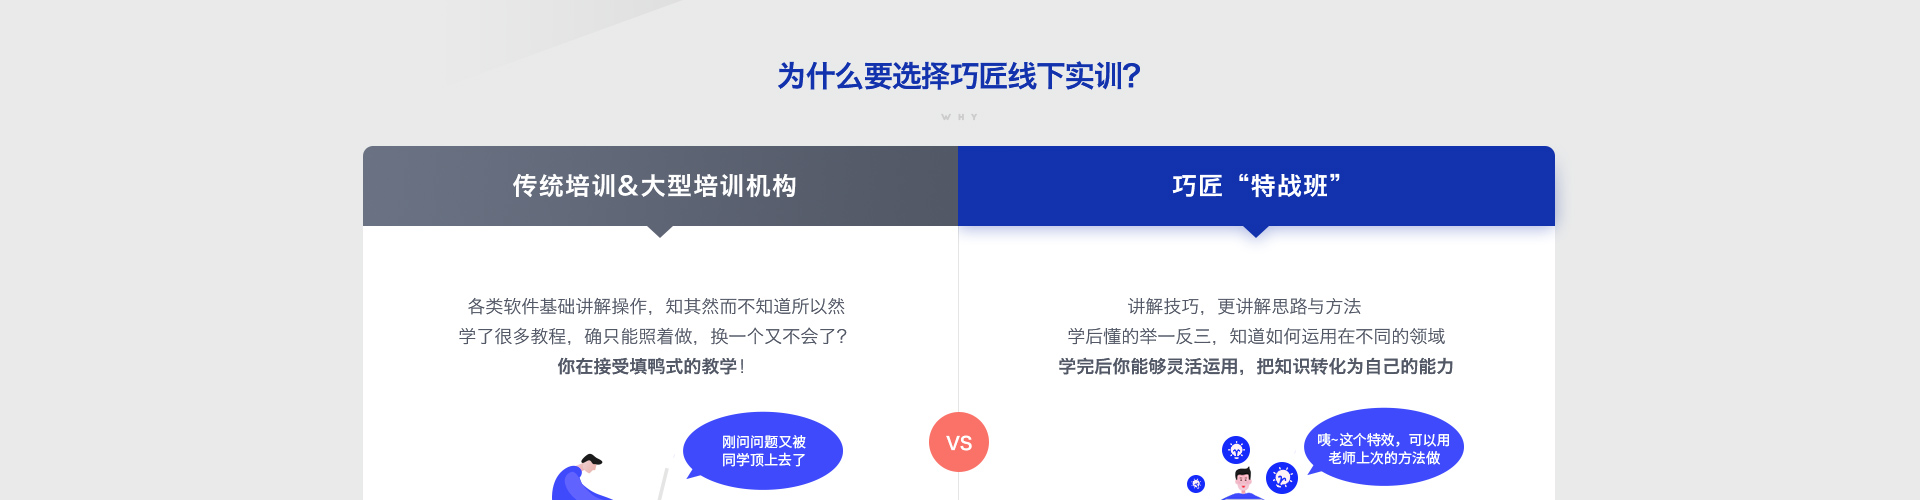 为什么要选择巧匠线下实训?
WHY
传统培训&大型培训机构
巧匠“特战班”
各类软件基础讲解操作，知其然而不知道所以然
学了很多教程，确只能照着做，换一个又不会了?
你在接受填鸭式的教学!
讲解技巧，更讲解思路与方法
学后懂的举一反三，知道如何运用在不同的领域
学完后你能够灵活运用，把知识转化为自己的能力
刚问问题又被
同学顶上去了
VS
咦~这个特效，可以用
老师上次的方法做